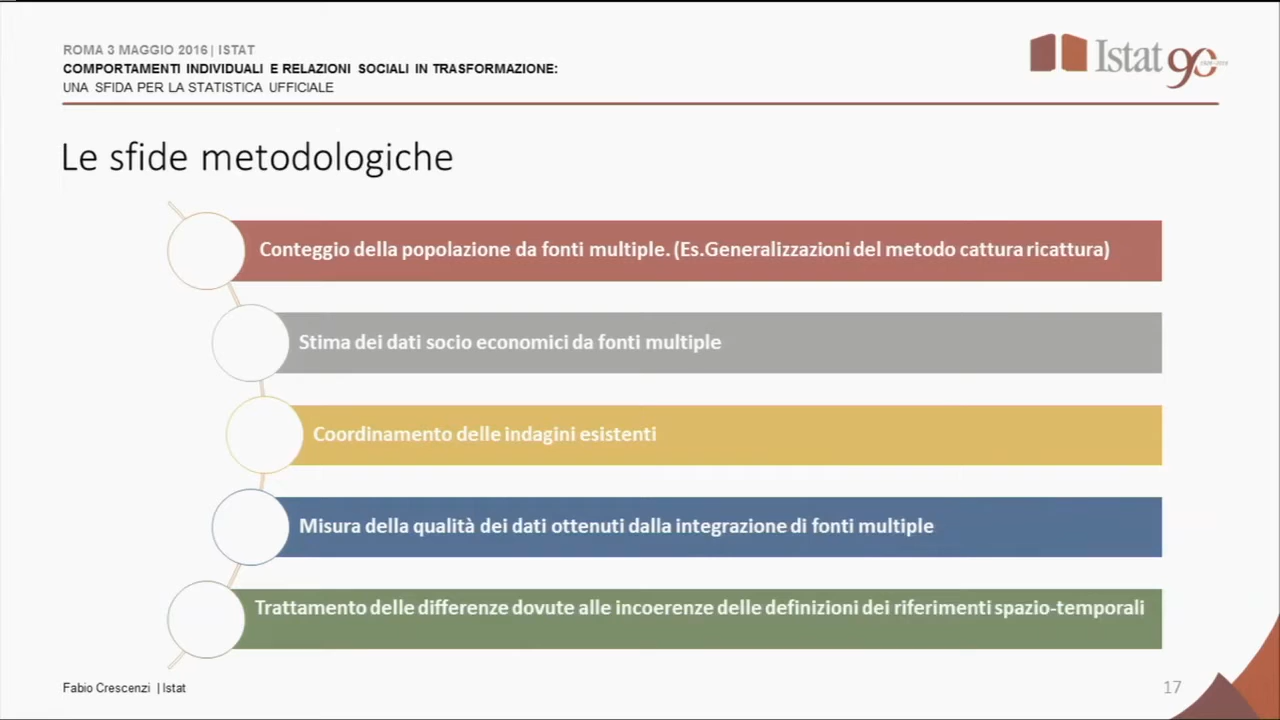 ROMA 3 MAGGIO 2016| ISTAT
COMPORTAMENTI INDIVIDUALI E RELAZIONI SOCIALI IN TRASFORMAZIONE:
UNA SFIDA PER LA STATISTICA UFFICIALE
Istat 90
Le sfide metodologiche
Conteggio della popolazione da fonti multiple. (Es.Generalizzazioni del metodo cattura ricattura)
Stima dei dati socio economici da fonti multiple
Coordinamento delle indagini esistenti
Misura della qualità dei dati ottenuti dalla integrazione di fonti multiple
Trattamento delle differenze dovute alle incoerenze delle definizioni dei riferimenti spazio-temporali
Fabio Crescenzi | Istat
17